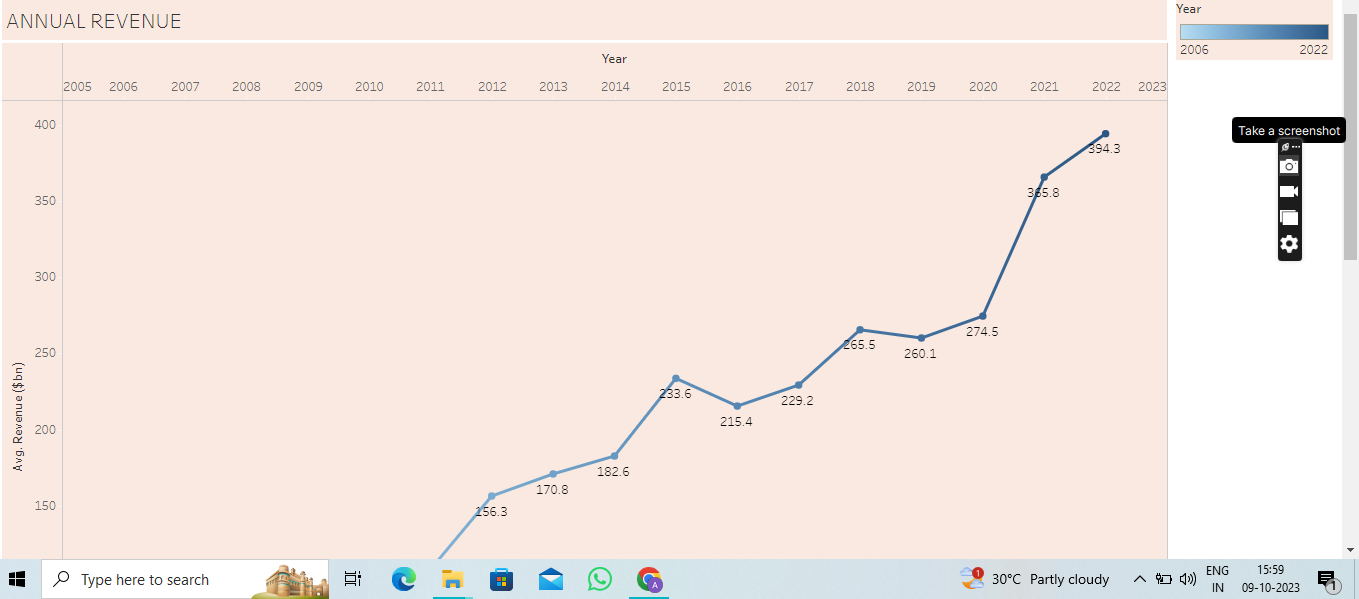 ANNUAL REVENUE
Year
2006 2022
Year
2005 2006 2007 2008 2009 2010 2011 2012 2013 2014 2015 2016 2017 2018 2019 2020 2021 2022 2023
Take a screenshot
400
394.3
350
365.8
300
274.5
265.5
260.1
250
233.6
229.2
215.4
Avg. Revenue ($bn)
200
182.6
170.8
150
156.3
Type here to search
A
1
30°C Partly cloudy
ENG
IN
15:59
09-10-2023
1